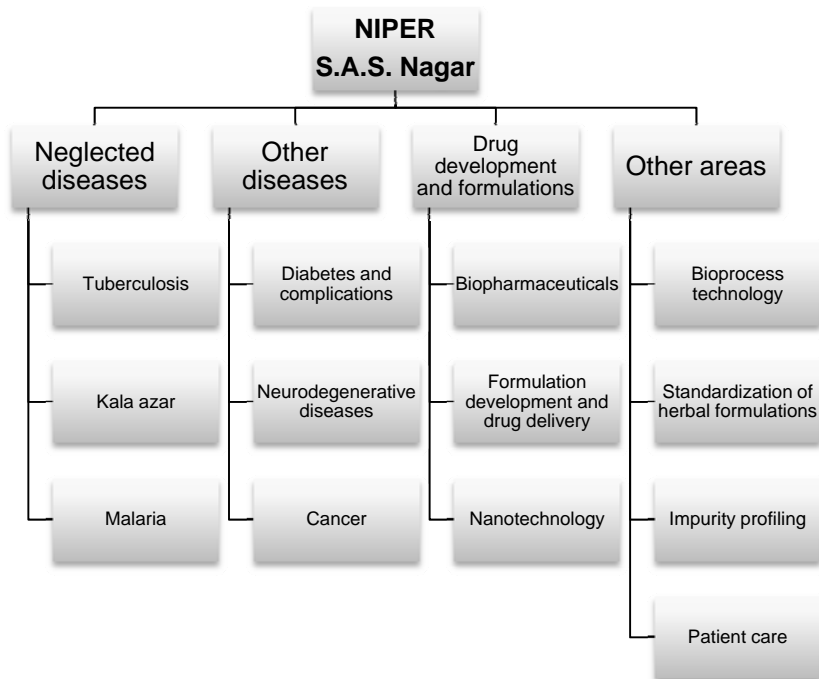 NIPER
S.A.S. Nagar
Neglected
diseases
Tuberculosis
Kala azar
Malaria
Other
diseases
Diabetes and
complications
Neurodegenerative
diseases
Cancer
Drug
development
and formulations
Biopharmaceuticals
Formulation
development and
drug delivery
Nanotechnology
Other areas
Bioprocess
technology
Standardization of
herbal formulations
Impurity profiling
Patient care